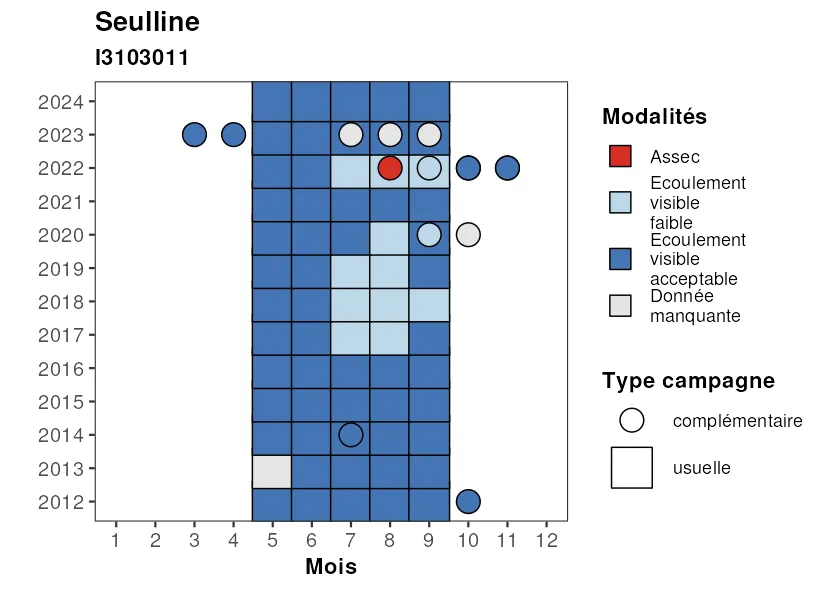 Seulline
I3103011
2024
2023
2022
2021
2020
2019
2018
2017
2016
2015
2014
2013
2012
1 2 3 4 5 6 7 8 9 10 11 12
Mois
Modalités
Assec
Ecoulement
visible
faible
Ecoulement
visible
acceptable
Donnée
manquante
Type campagne
complémentaire
usuelle